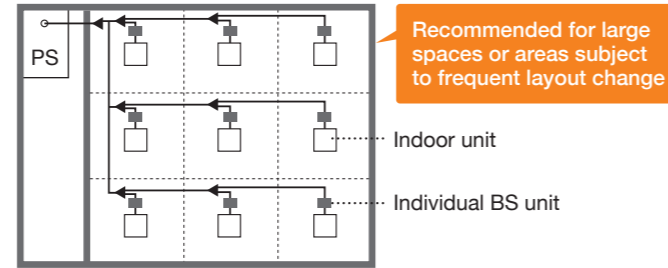 PS
Recommended for large
spaces or areas subject
to frequent layout change
Indoor unit
Individual BS unit